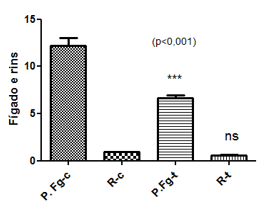 15
(p<0,001)
10
***
5
ns
0
Fígado e rins
P. Fg-c
R-c
P.Fg-t
R-t